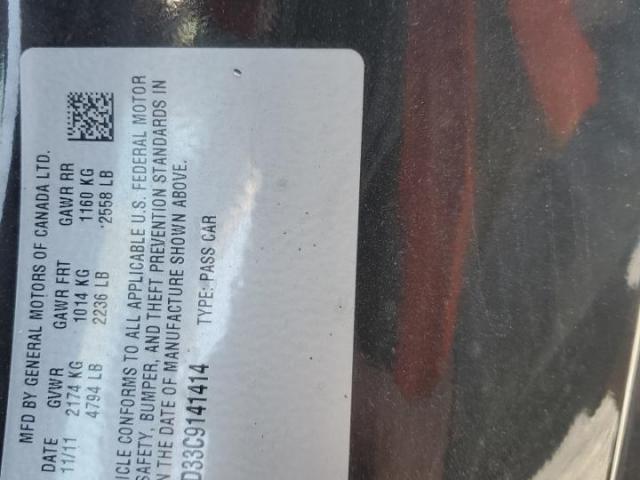 MFD BY GENERAL MOTORS OF CANADA LTD.
DATE GVWR GAWR FRT GAWR RR
11/11 2174 KG 1014 KG 1160 KG
4794 LB 2236 LB 2558 LB
ICLE CONFORMS TO ALL APPLICABLE U.S. FEDERAL MOTOR
SAFETY, BUMPER, AND THEFT PREVENTION STANDARDS IN
N THE DATE OF MANUFACTURE SHOWN ABOVE.
D33C9141414 TYPE: PASS CAR